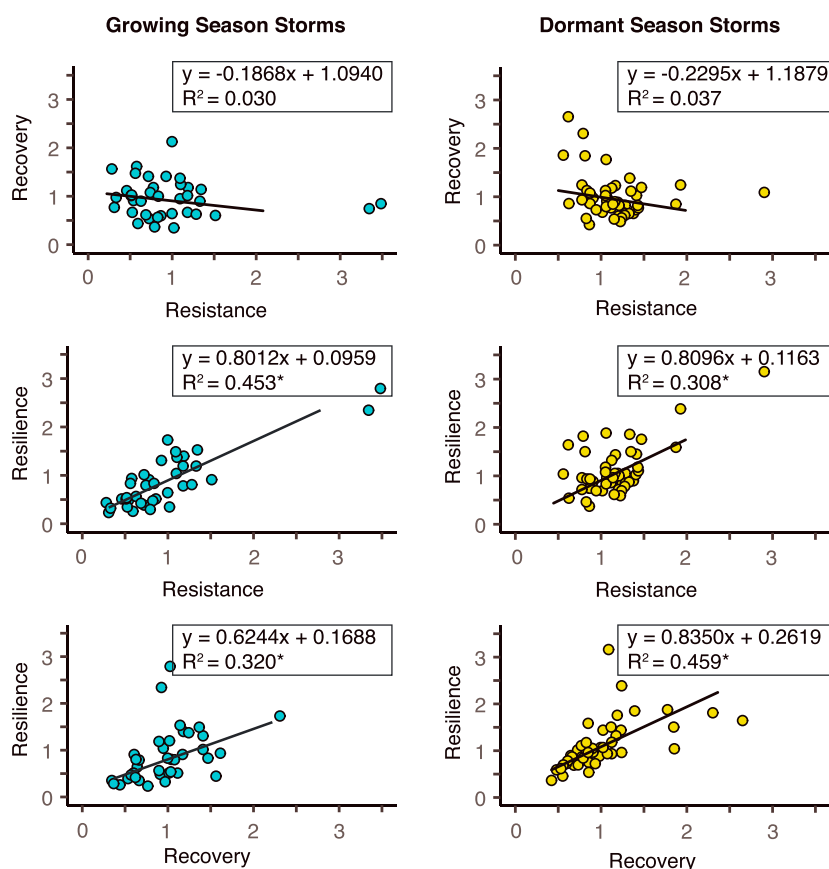 Growing Season Storms
Dormant Season Storms
y = -0.1868x + 1.0940
R² = 0.030
Recovery
3
2
1
0
0 1 2 3
Resistance
y = -0.2295x + 1.1879
R² = 0.037
Recovery
3
2
1
0
0 1 2 3
Resistance
y = 0.8012x + 0.0959
R² = 0.453*
Resilience
3
2
1
0
0 1 2 3
Resistance
y = 0.8096x + 0.1163
R² = 0.308*
Resilience
3
2
1
0
0 1 2 3
Resistance
y = 0.6244x + 0.1688
R² = 0.320*
Resilience
3
2
1
0
0 1 2 3
Recovery
y = 0.8350x + 0.2619
R² = 0.459*
Resilience
3
2
1
0
0 1 2 3
Recovery